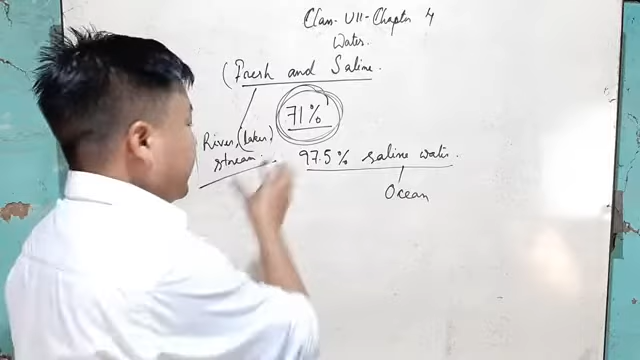 Class-VII-Chapter 4
Water.
(Fresh and Saline.
71%
River, (lakes)
stream.
97.5% saline water.
Ocean